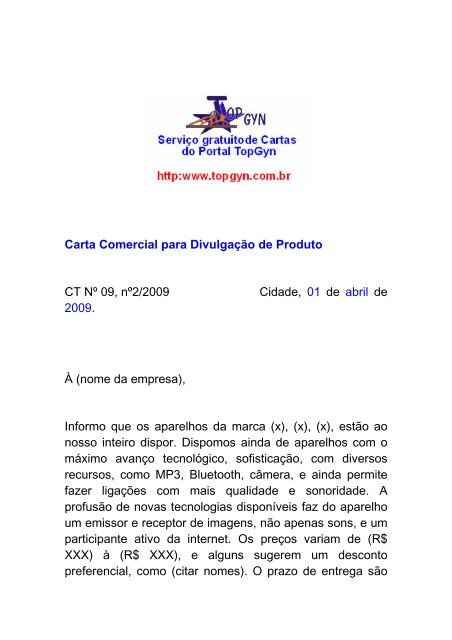 TOP GYN
Serviço gratuitode Cartas
do Portal TopGyn
http:www.topgyn.com.br
Carta Comercial para Divulgação de Produto
CT Nº 09, nº2/2009 Cidade, 01 de abril de
2009.
À (nome da empresa),
Informo que os aparelhos da marca (x), (x), (x), estão ao
nosso inteiro dispor. Dispomos ainda de aparelhos com o
máximo avanço tecnológico, sofisticação, com diversos
recursos, como MP3, Bluetooth, câmera, e ainda permite
fazer ligações com mais qualidade e sonoridade. A
profusão de novas tecnologias disponíveis faz do aparelho
um emissor e receptor de imagens, não apenas sons, e um
participante ativo da internet. Os preços variam de (R$
XXX) à (R$ XXX), e alguns sugerem um desconto
preferencial, como (citar nomes). O prazo de entrega são